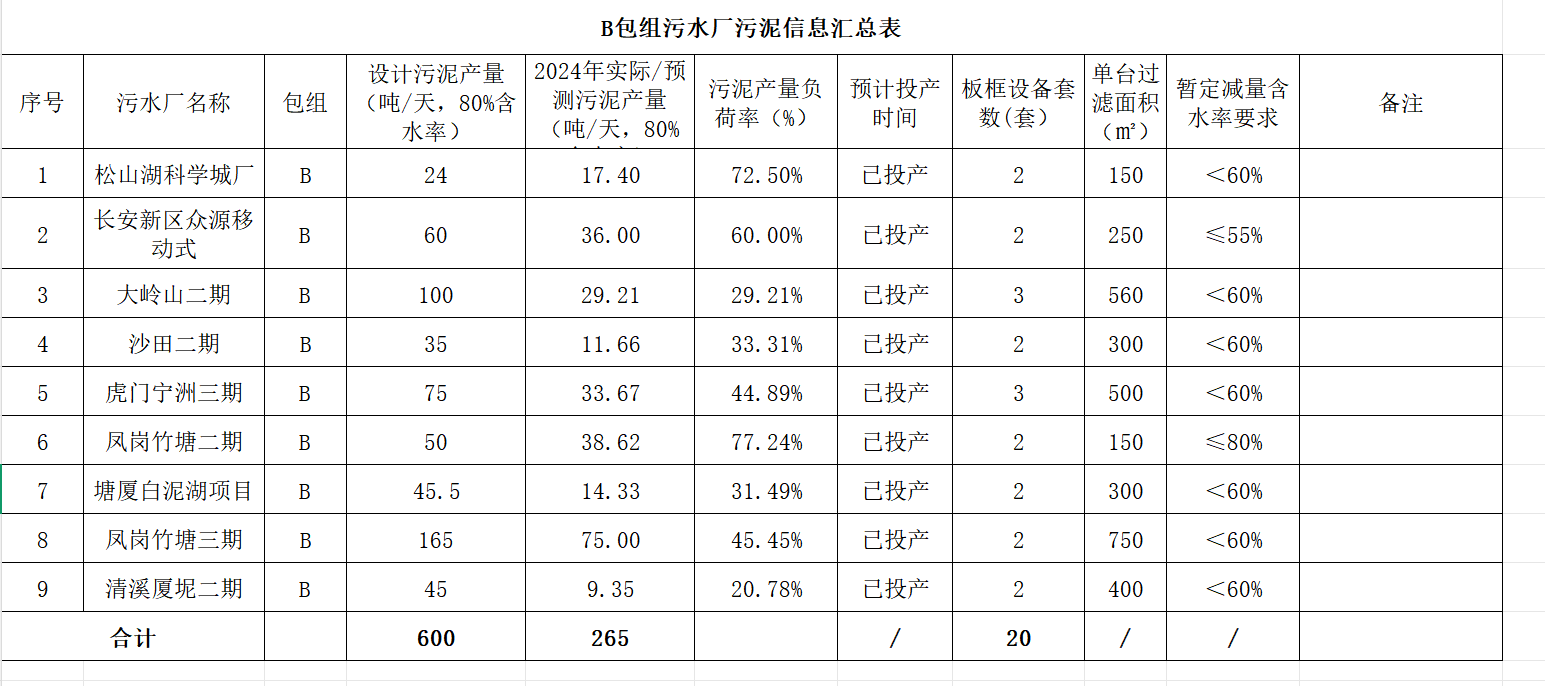 B包组污水厂污泥信息汇总表
序号 污水厂名称 包组 设计污泥产量（吨/天，80%含水率） 2024年实际/预测污泥产量（吨/天，80% 污泥产量负荷率（%） 预计投产时间 板框设备套数(套） 单台过滤面积（㎡） 暂定减量含水率要求 备注
1 松山湖科学城厂 B 24 17.40 72.50% 已投产 2 150 ＜60%
2 长安新区众源移动式 B 60 36.00 60.00% 已投产 2 250 ≤55%
3 大岭山二期 B 100 29.21 29.21% 已投产 3 560 ＜60%
4 沙田二期 B 35 11.66 33.31% 已投产 2 300 ＜60%
5 虎门宁洲三期 B 75 33.67 44.89% 已投产 3 500 ＜60%
6 凤岗竹塘二期 B 50 38.62 77.24% 已投产 2 150 ≤80%
7 塘厦白泥湖项目 B 45.5 14.33 31.49% 已投产 2 300 ＜60%
8 凤岗竹塘三期 B 165 75.00 45.45% 已投产 2 750 ＜60%
9 清溪厦坭二期 B 45 9.35 20.78% 已投产 2 400 ＜60%
合计 600 265 / 20 / /